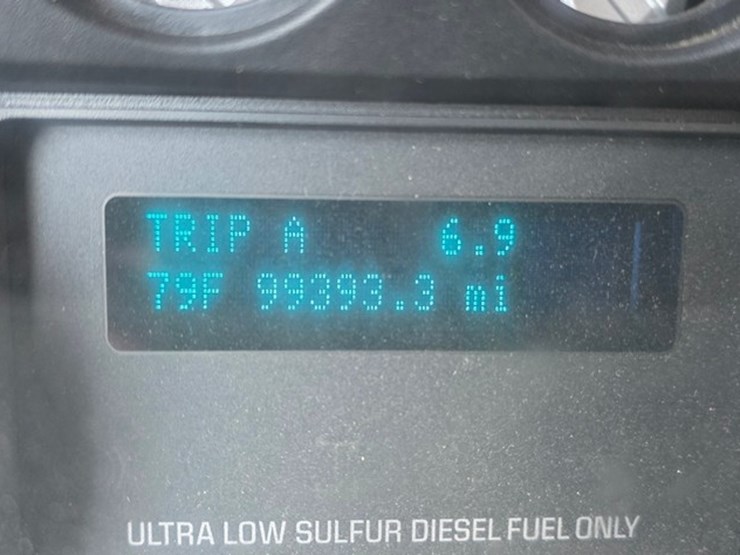 TRIP A 6.9
79F 99393.3 mi
ULTRA LOW SULFUR DIESEL FUEL ONLY